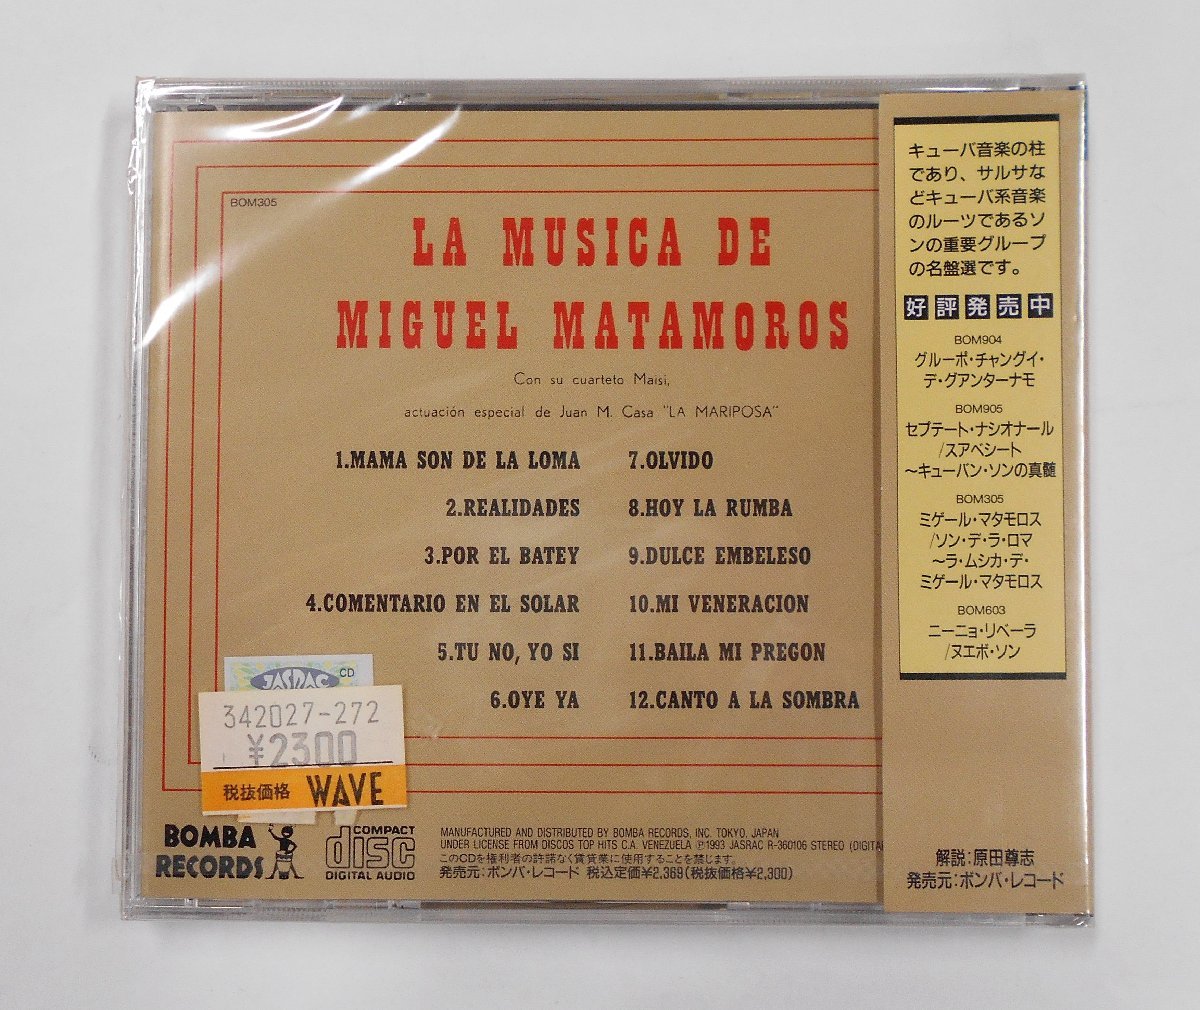 BOM305
LA MUSICA DE
MIGUEL MATAMOROS
Con su cuarteto Maisi,
actuación especial de Juan M. Casa "LA MARIPOSA"
1.MAMA SON DE LA LOMA
2.REALIDADES
3.POR EL BATEY
4.COMENTARIO EN EL SOLAR
5.TU NO, YO SI
6.OYE YA
7.OLVIDO
8.HOY LA RUMBA
9.DULCE EMBELESO
10.MI VENERACION
11.BAILA MI PREGON
12.CANTO A LA SOMBRA
JASRAC
CD
342027-272
¥2300
税抜価格 WAVE
BOMBA
RECORDS
COMPACT
disc
DIGITAL AUDIO
MANUFACTURED AND DISTRIBUTED BY BOMBA RECORDS, INC. TOKYO. JAPAN
UNDER LICENSE FROM DISCOS TOP HITS C.A. VENEZUELA ℗1993 JASRAC R-360106 STEREO (DIGITA
このCDを権利者の許諾なく賃貸業に使用することを禁じます。
発売元:ボンバ・レコード 税込定価¥2,369(税抜価格¥2,300)
キューバ音楽の柱
であり、サルサな
どキューバ系音楽
のルーツであるソ
ンの重要グループ
の名盤選です。
好評発売中
BOM904
グルーポ・チャングイ・
デ・グアンターナモ
BOM905
セプテート・ナシオナール
/スアベシート
〜キューバン・ソンの真髄
BOM305
ミゲール・マタモロス
/ソン・デ・ラ・ロマ
〜ラ・ムシカ・デ・
ミゲール・マタモロス
BOM603
ニーニョ・リベーラ
/ヌエボ・ソン
解説:原田尊志
発売元:ボンバ・レコード